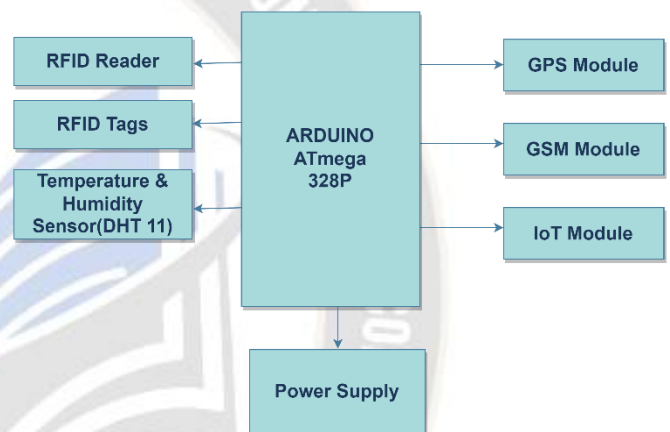 RFID Reader
RFID Tags
Temperature &
Humidity
Sensor(DHT 11)
ARDUINO
ATmega
328P
GPS Module
GSM Module
IoT Module
Power Supply